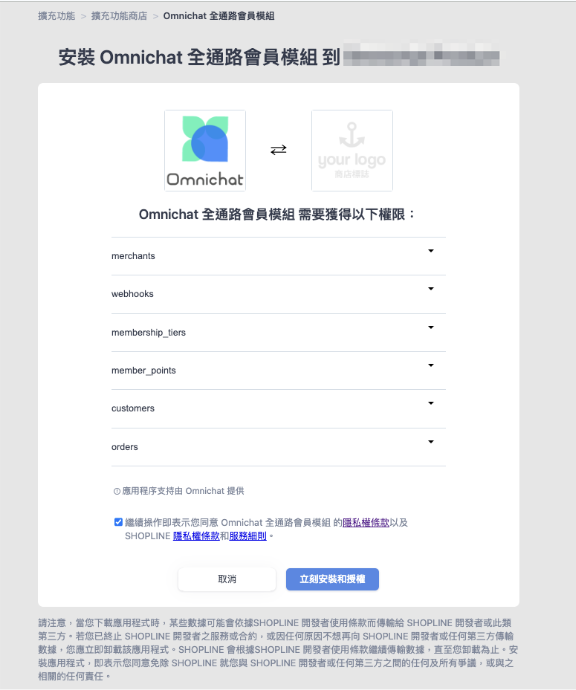 擴充功能 > 擴充功能商店 > Omnichat 全通路會員模組
安裝 Omnichat 全通路會員模組 到
Omnichat
your logo
商店標誌
Omnichat 全通路會員模組 需要獲得以下權限：
merchants
webhooks
membership_tiers
member_points
customers
orders
應用程序支持由 Omnichat 提供
繼續操作即表示您同意 Omnichat 全通路會員模組 的隱私權條款以及
SHOPLINE 隱私權條款和服務細則。
取消
立刻安裝和授權
請注意，當您下載應用程式時，某些數據可能會依據SHOPLINE 開發者使用條款而傳輸給 SHOPLINE 開發者或此類
第三方。若您已終止 SHOPLINE 開發者之服務或合約，或因任何原因不想再向 SHOPLINE 開發者或任何第三方傳輸
數據，您應立即卸載該應用程式。SHOPLINE 會根據SHOPLINE 開發者使用條款繼續傳輸數據，直至您卸載為止。安
裝應用程式，即表示您同意免除 SHOPLINE 就您與 SHOPLINE 開發者或任何第三方之間的任何及所有爭議，或與之
相關的任何責任。